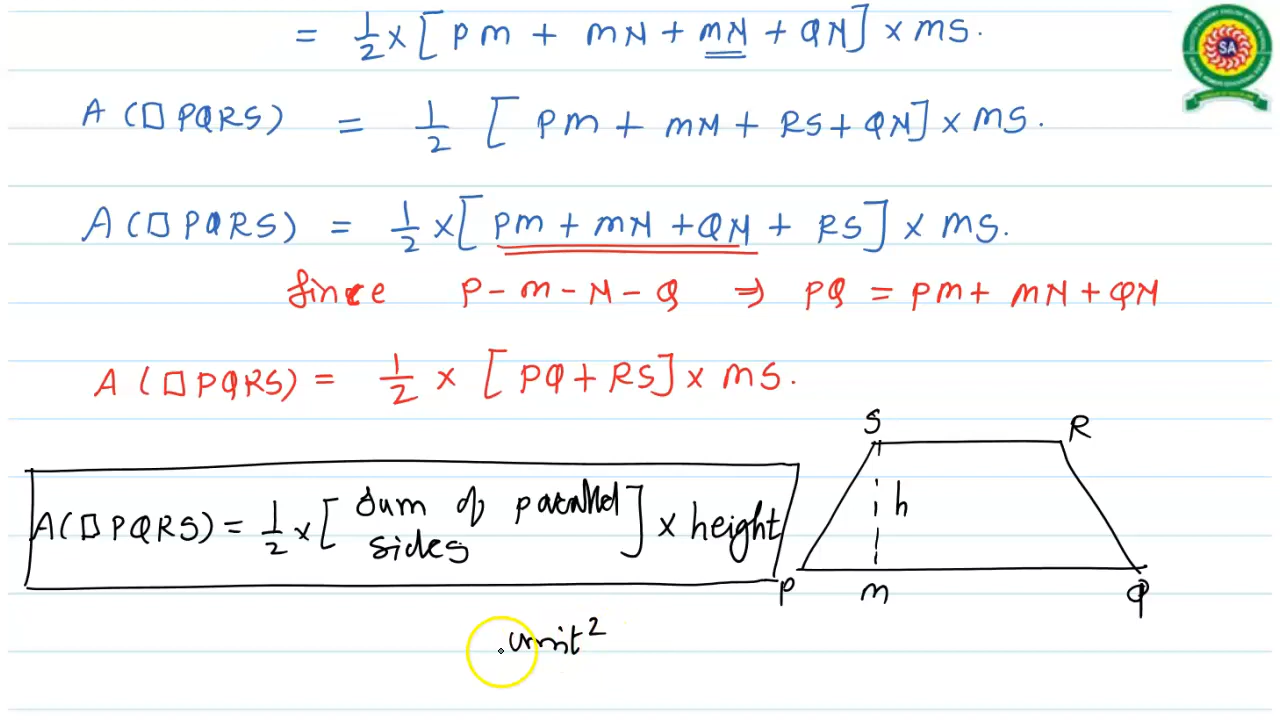 = 1/2 × [ PM + MN + MN + QN ] × MS.
A (□ PQRS) = 1/2 [ PM + MN + RS + QN ] × MS.
A (□ PQRS) = 1/2 × [ PM + MN + QN + RS ] × MS.
Since P - M - N - Q ⇒ PQ = PM + MN + QN
A (□ PQRS) = 1/2 × [ PQ + RS ] × MS.
S R
A(□ PQRS) = 1/2 × [ Sum of parallel sides ] × height
h
P M Q
unit²
SA